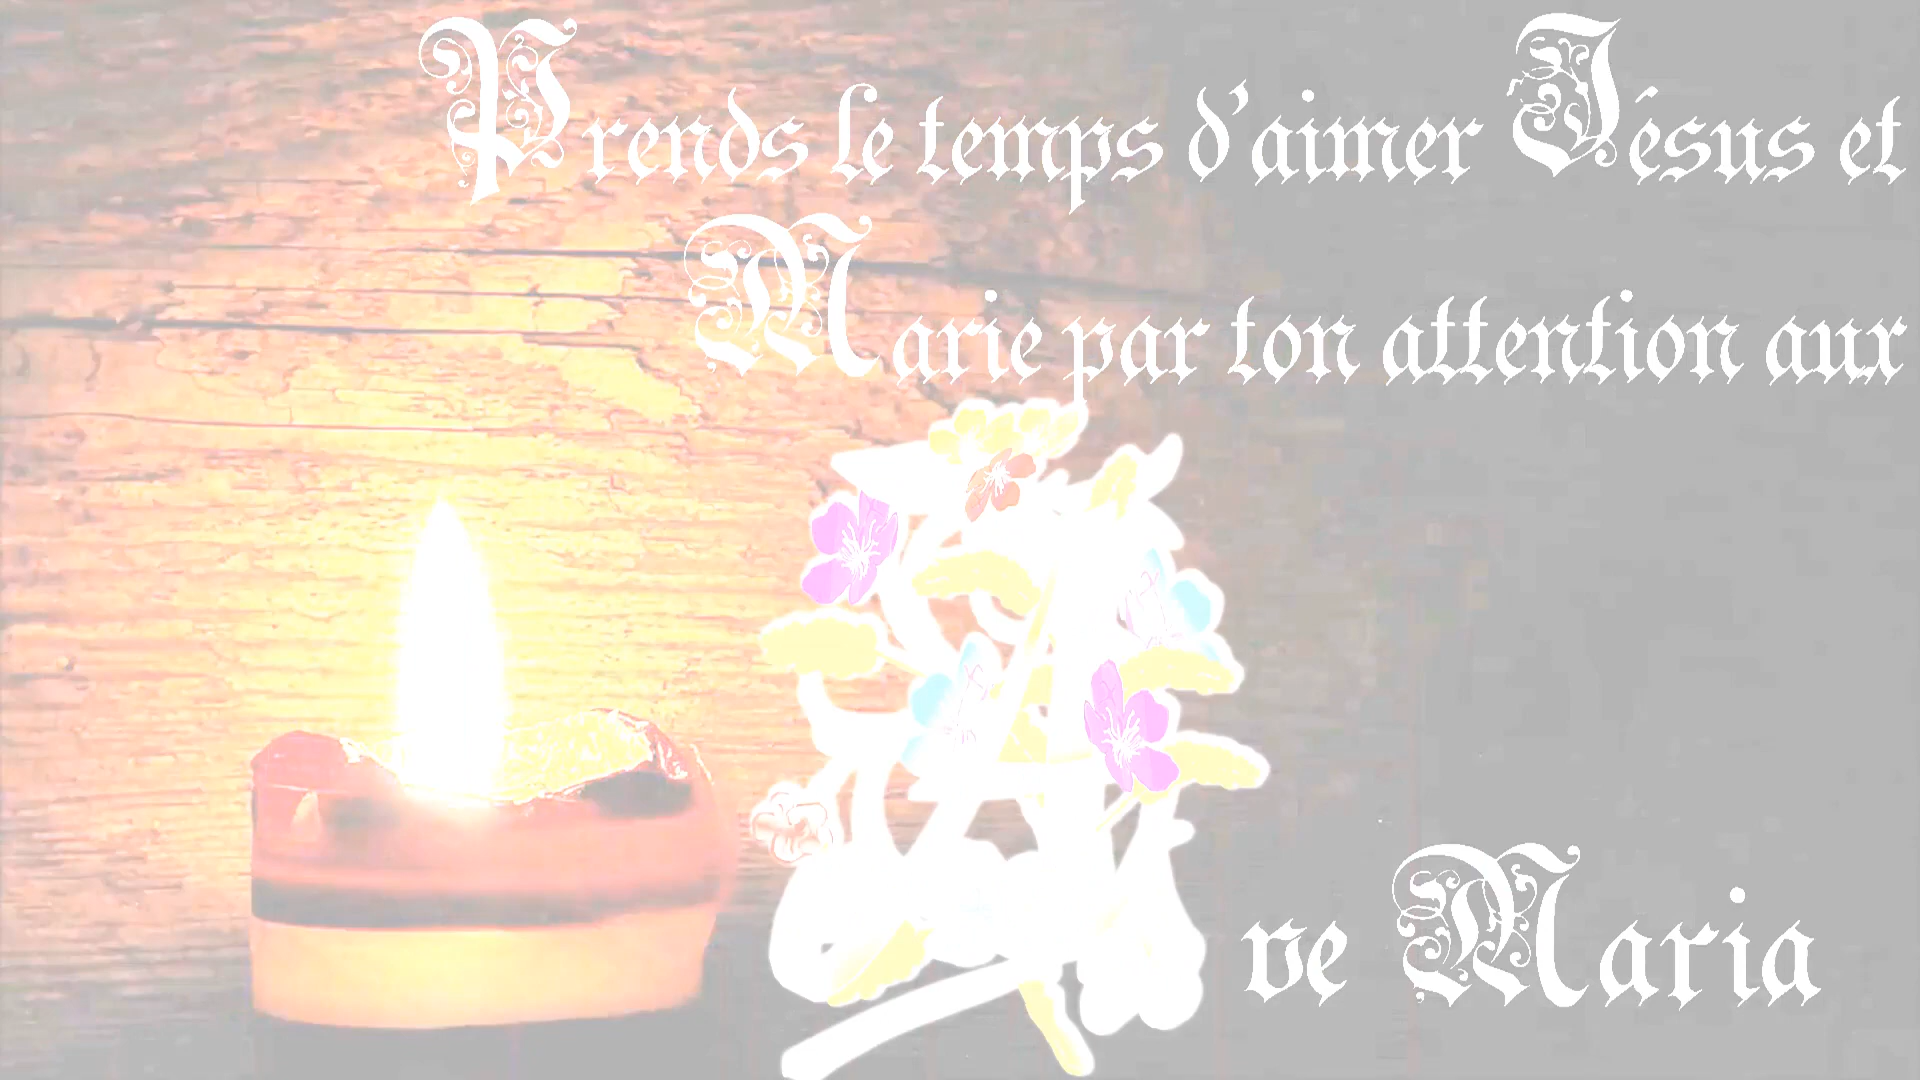 Prends le temps d'aimer Jésus et
Marie par ton attention aux
Ave Maria